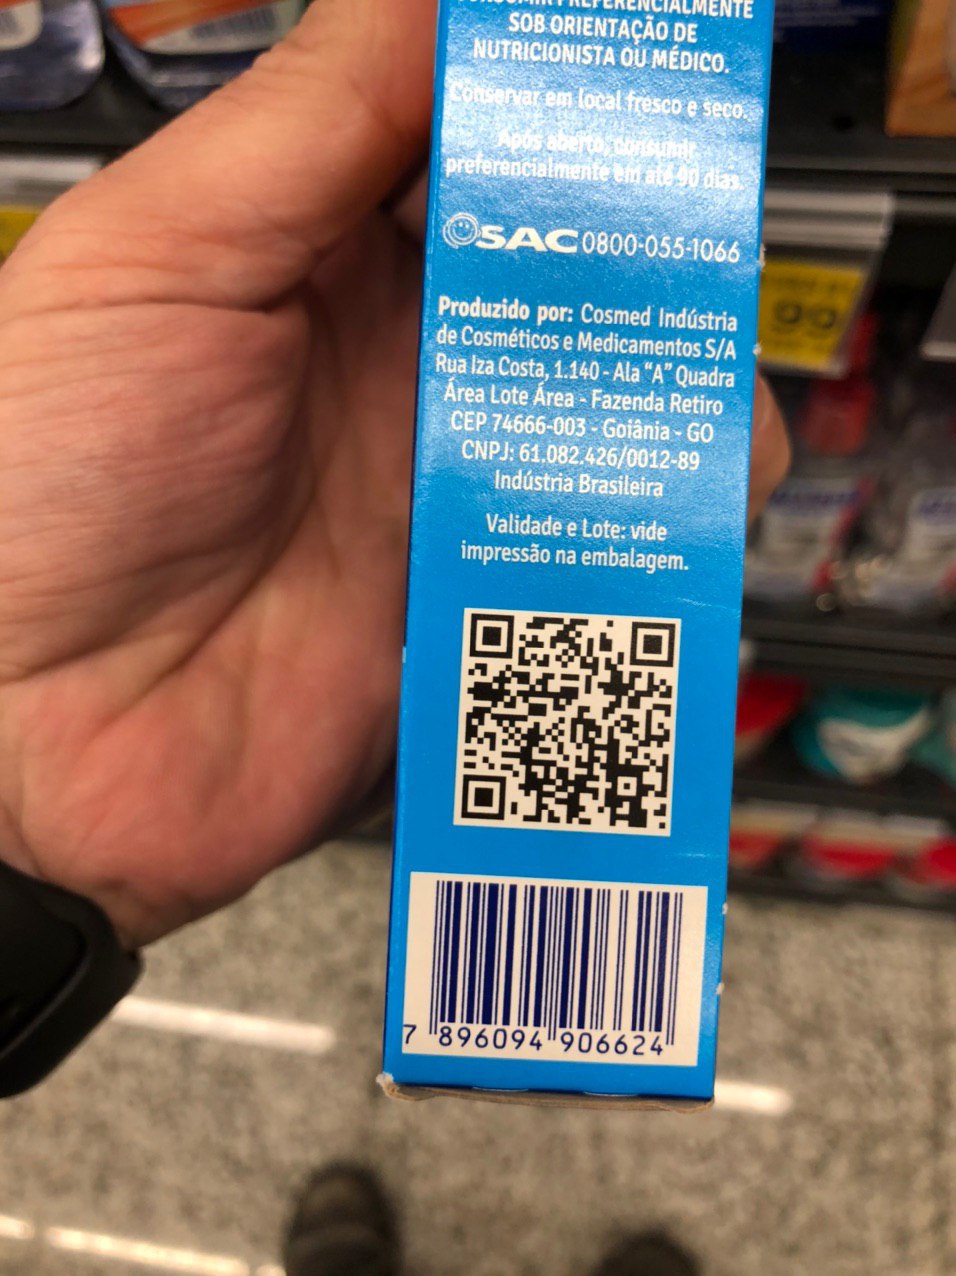 PREFERENCIALMENTE
SOB ORIENTAÇÃO DE
NUTRICIONISTA OU MÉDICO.
Conservar em local fresco e seco.
Após aberto, consumir
preferencialmente em até 90 dias.
SAC 0800-055-1066
Produzido por: Cosmed Indústria
de Cosméticos e Medicamentos S/A
Rua Iza Costa, 1.140 - Ala “A” Quadra
Área Lote Área - Fazenda Retiro
CEP 74666-003 - Goiânia - GO
CNPJ: 61.082.426/0012-89
Indústria Brasileira
Validade e Lote: vide
impressão na embalagem.
7 896094 906624
99